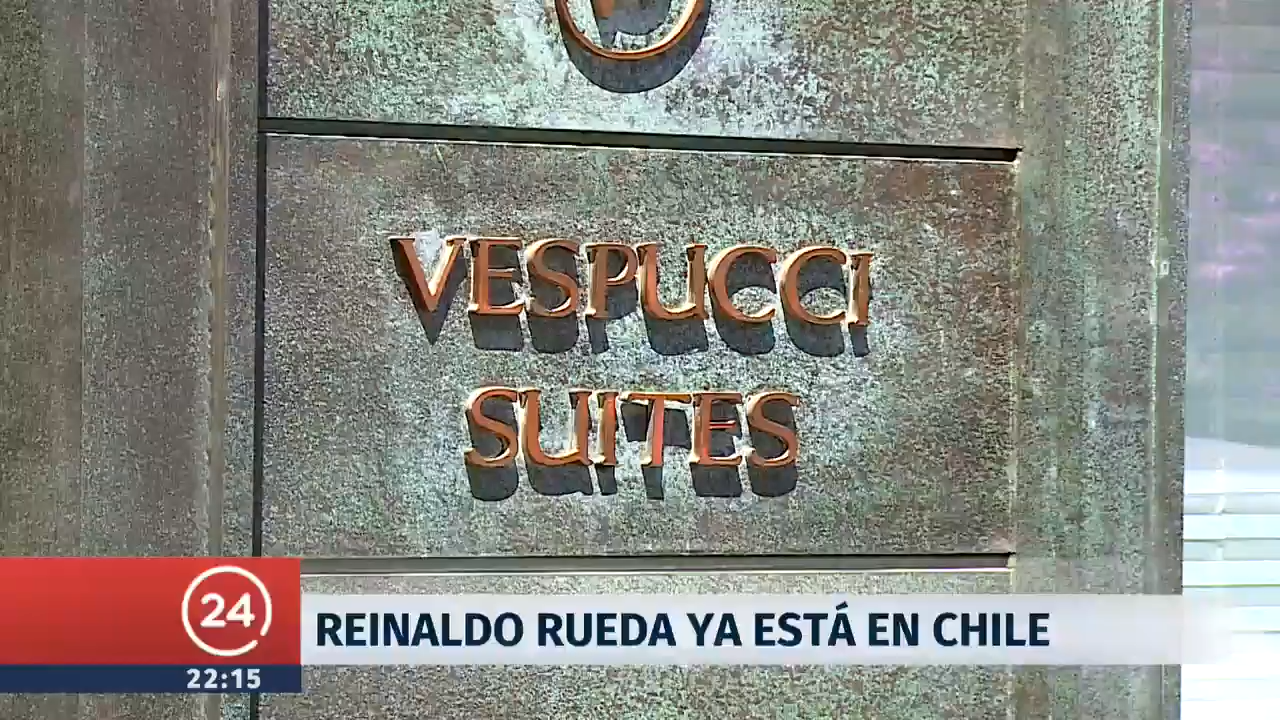 VESPUCCI
SUITES
24
REINALDO RUEDA YA ESTÁ EN CHILE
22:15